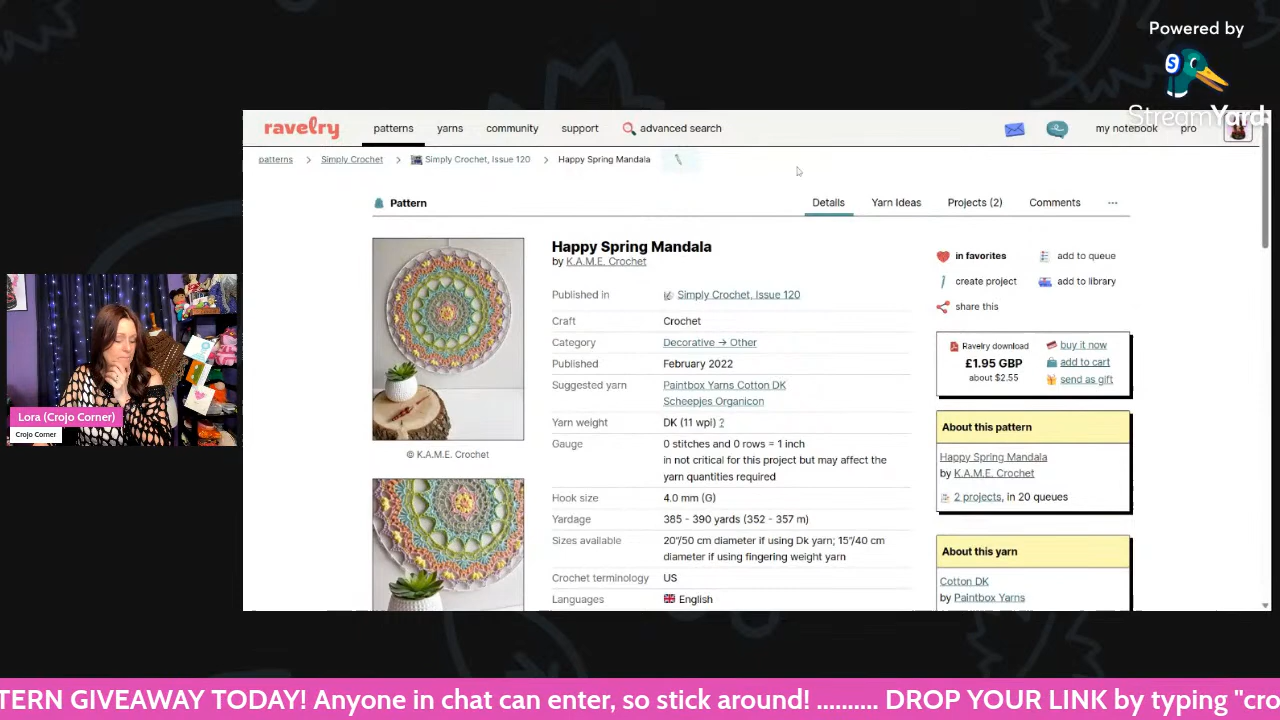 Powered by
StreamYard
ravelry
patterns yarns community support advanced search my notebook pro
patterns > Simply Crochet > Simply Crochet, Issue 120 > Happy Spring Mandala
Pattern
Details Yarn Ideas Projects (2) Comments ...
Happy Spring Mandala
by K.A.M.E. Crochet
Published in Simply Crochet, Issue 120
Craft Crochet
Category Decorative → Other
Published February 2022
Suggested yarn Paintbox Yarns Cotton DK
Scheepjes Organicon
Yarn weight DK (11 wpi) ?
Gauge 0 stitches and 0 rows = 1 inch
in not critical for this project but may affect the
yarn quantities required
Hook size 4.0 mm (G)
Yardage 385 - 390 yards (352 - 357 m)
Sizes available 20"/50 cm diameter if using Dk yarn; 15"/40 cm
diameter if using fingering weight yarn
Crochet terminology US
Languages English
© K.A.M.E. Crochet
in favorites add to queue
create project add to library
share this
Ravelry download
£1.95 GBP
about $2.55
buy it now
add to cart
send as gift
About this pattern
Happy Spring Mandala
by K.A.M.E. Crochet
2 projects, in 20 queues
About this yarn
Cotton DK
by Paintbox Yarns
Lora (Crojo Corner)
Crojo Corner
TERN GIVEAWAY TODAY! Anyone in chat can enter, so stick around! .......... DROP YOUR LINK by typing "cro